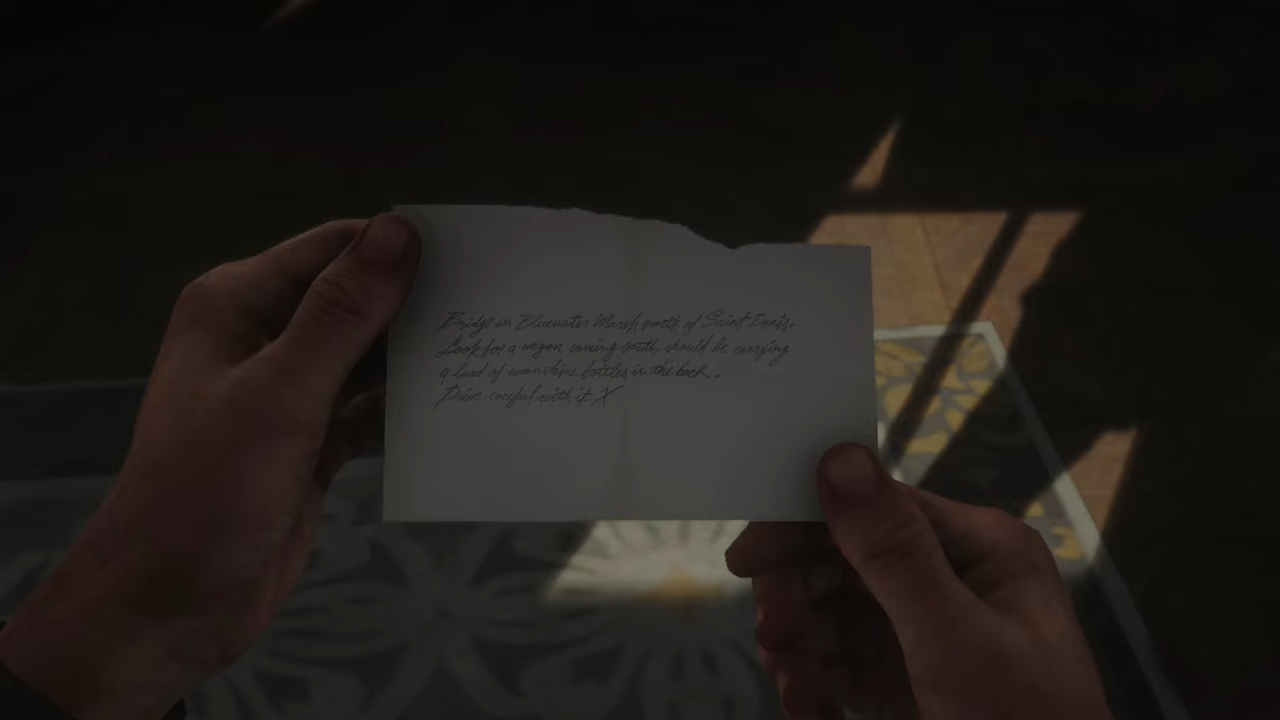 Bridge in Bluewater Marsh north of Saint Denis.
Look for a wagon coming south, should be carrying
a load of moonshine bottles in the back.
Drive careful with it X